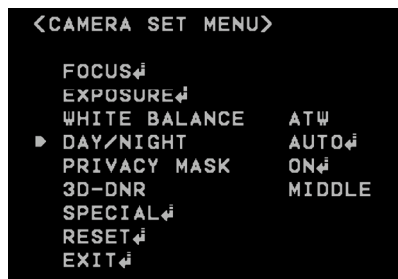 <CAMERA SET MENU>
FOCUS↲
EXPOSURE↲
WHITE BALANCE ATW
DAY/NIGHT AUTO↲
PRIVACY MASK ON↲
3D-DNR MIDDLE
SPECIAL↲
RESET↲
EXIT↲